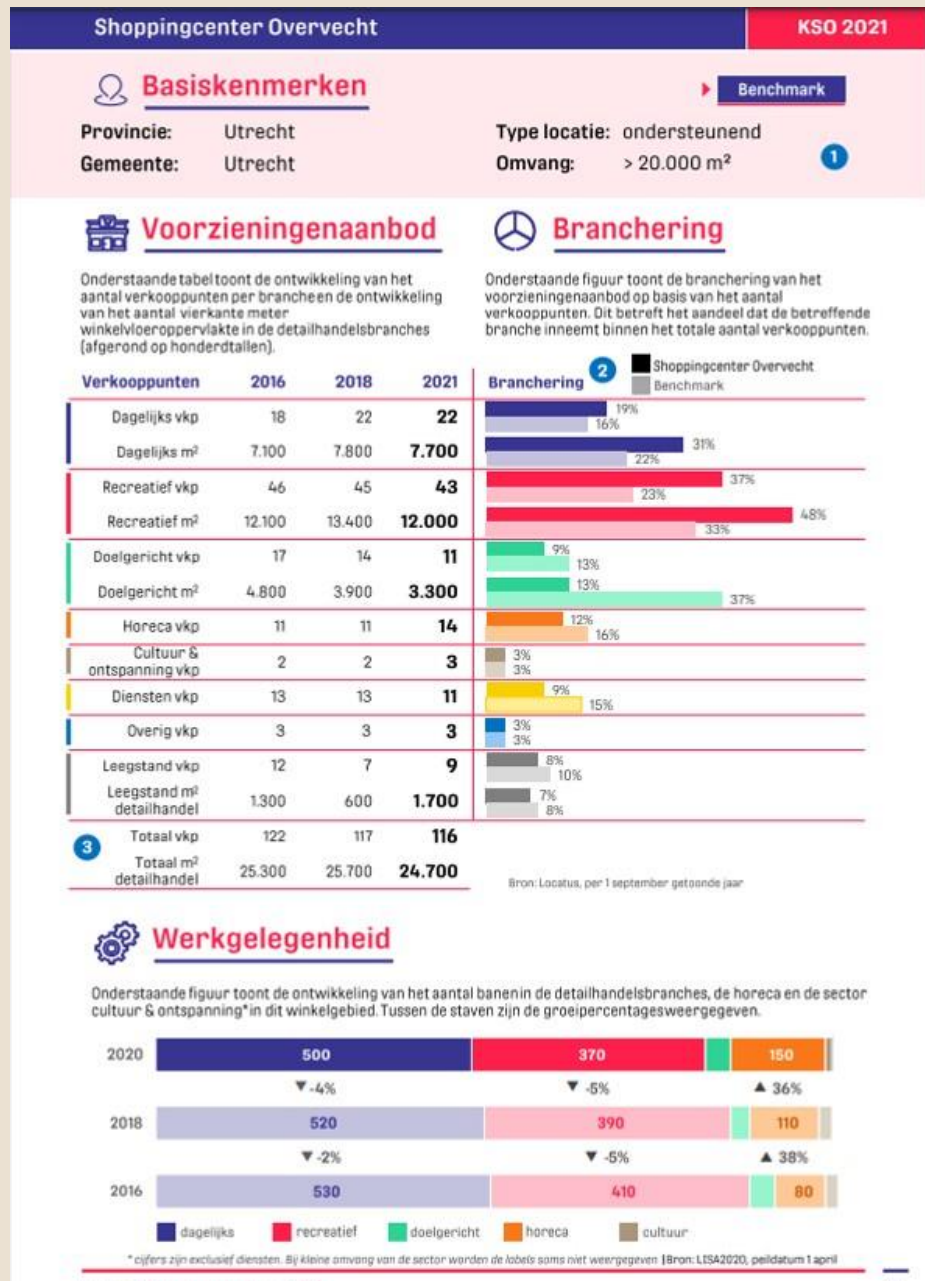 Shoppingcenter Overvecht
KSO 2021
Basiskenmerken
Benchmark
Provincie: Utrecht
Type locatie: ondersteunend
Gemeente: Utrecht
Omvang: > 20.000 m²
1
Voorzieningenaanbod
Onderstaande tabel toont de ontwikkeling van het
aantal verkooppunten per branche en de ontwikkeling
van het aantal vierkante meter
winkelvloeroppervlakte in de detailhandelsbranches
(afgerond op honderdtallen).
Branchering
Onderstaande figuur toont de branchering van het
voorzieningenaanbod op basis van het aantal
verkooppunten. Dit betreft het aandeel dat de betreffende
branche inneemt binnen het totale aantal verkooppunten.
Verkooppunten 2016 2018 2021
Branchering
2
Shoppingcenter Overvecht
Benchmark
Dagelijks vkp 18 22 22
19%
16%
Dagelijks m² 7.100 7.800 7.700
31%
22%
Recreatief vkp 46 45 43
37%
23%
Recreatief m² 12.100 13.400 12.000
48%
33%
Doelgericht vkp 17 14 11
9%
13%
Doelgericht m² 4.800 3.900 3.300
13%
37%
Horeca vkp 11 11 14
12%
16%
Cultuur &
ontspanning vkp 2 2 3
3%
3%
Diensten vkp 13 13 11
9%
15%
Overig vkp 3 3 3
3%
3%
Leegstand vkp 12 7 9
8%
10%
Leegstand m²
detailhandel 1.300 600 1.700
7%
8%
3
Totaal vkp 122 117 116
Totaal m²
detailhandel 25.300 25.700 24.700
Bron: Locatus, per 1 september getoonde jaar
Werkgelegenheid
Onderstaande figuur toont de ontwikkeling van het aantal banen in de detailhandelsbranches, de horeca en de sector
cultuur & ontspanning* in dit winkelgebied. Tussen de staven zijn de groeipercentages weergegeven.
2020 500 370 150
▼ -4% ▼ -5% ▲ 36%
2018 520 390 110
▼ -2% ▼ -5% ▲ 38%
2016 530 410 80
dagelijks recreatief doelgericht horeca cultuur
* cijfers zijn exclusief diensten. Bij kleine omvang van de sector worden de labels soms niet weergegeven | Bron: LISA2020, peildatum 1 april